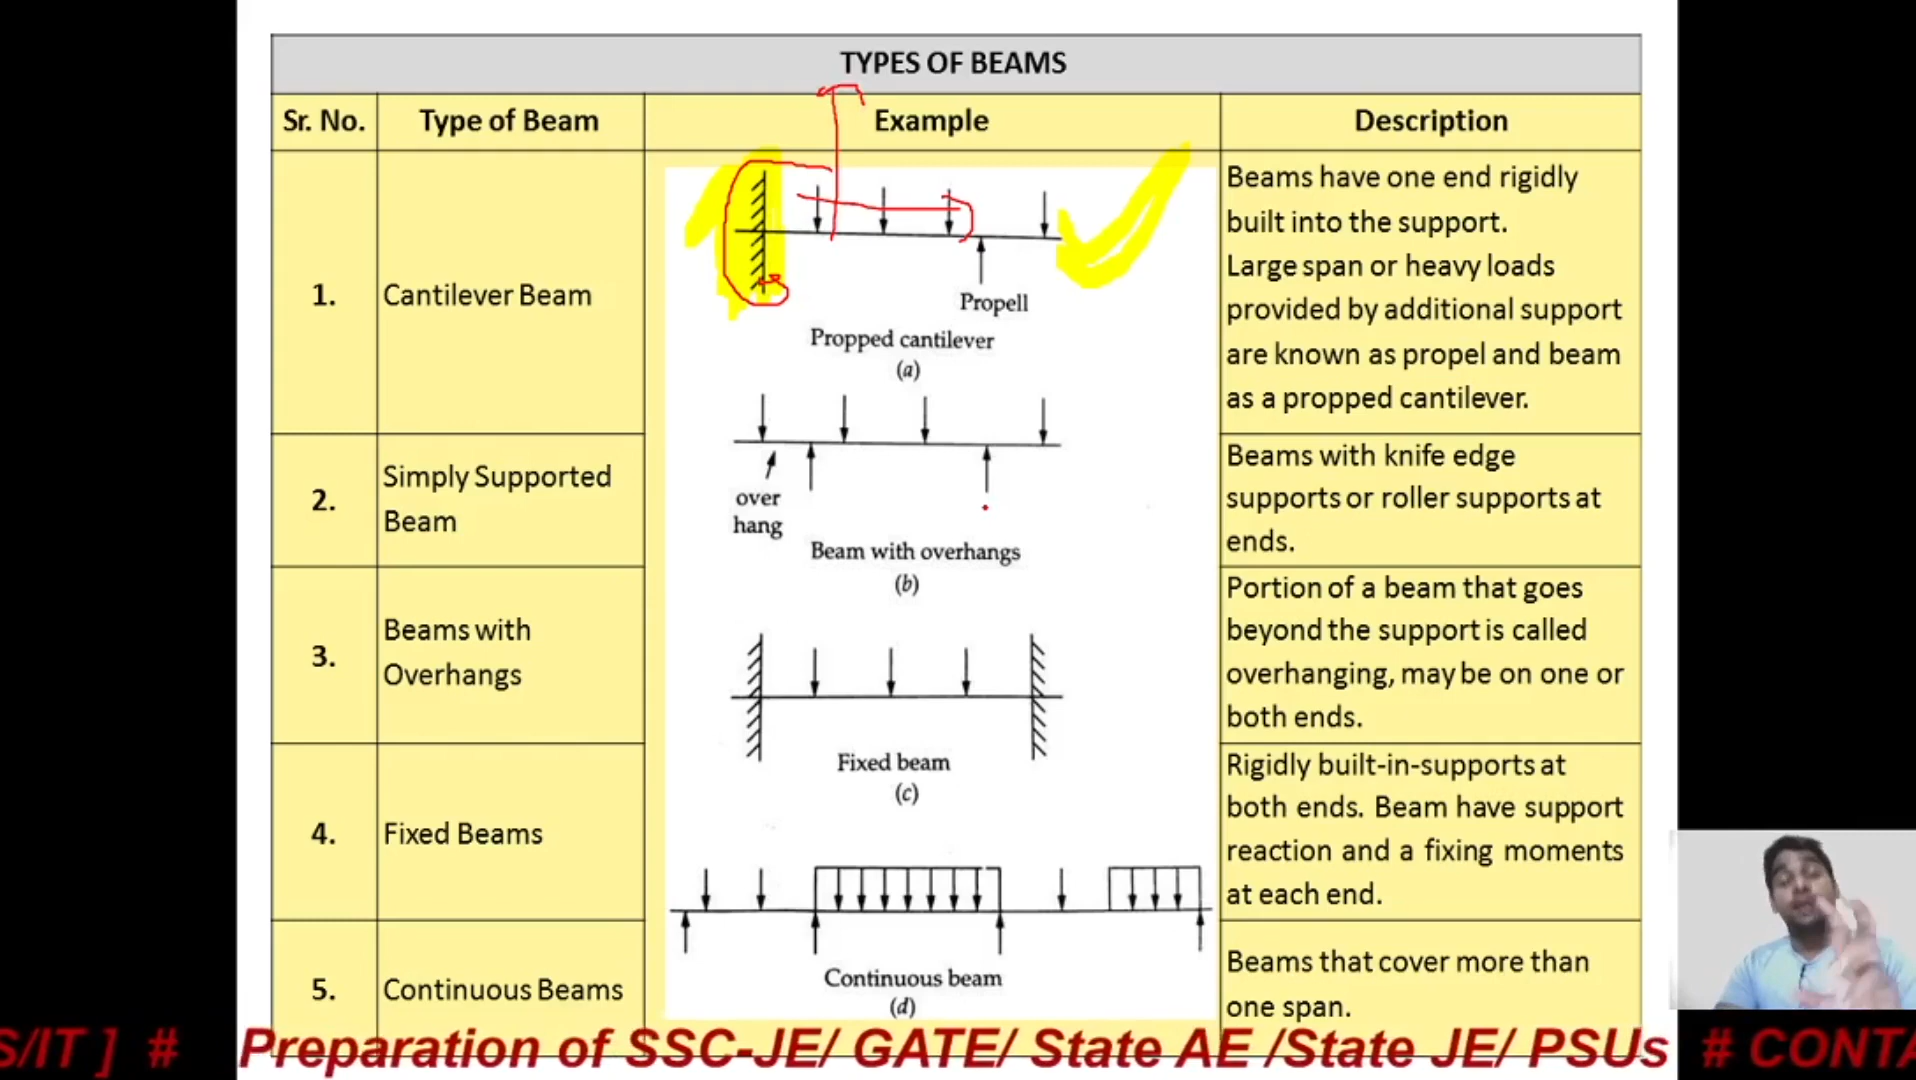 TYPES OF BEAMS
Sr. No.
Type of Beam
Example
Description
1.
Cantilever Beam
Propell
Propped cantilever
(a)
Beams have one end rigidly
built into the support.
Large span or heavy loads
provided by additional support
are known as propel and beam
as a propped cantilever.
2.
Simply Supported
Beam
over
hang
Beam with overhangs
(b)
Beams with knife edge
supports or roller supports at
ends.
3.
Beams with
Overhangs
Fixed beam
(c)
Portion of a beam that goes
beyond the support is called
overhanging, may be on one or
both ends.
4.
Fixed Beams
Rigidly built-in-supports at
both ends. Beam have support
reaction and a fixing moments
at each end.
5.
Continuous Beams
Continuous beam
(d)
Beams that cover more than
one span.
S/IT ] # Preparation of SSC-JE/ GATE/ State AE /State JE/ PSUs # CONTA